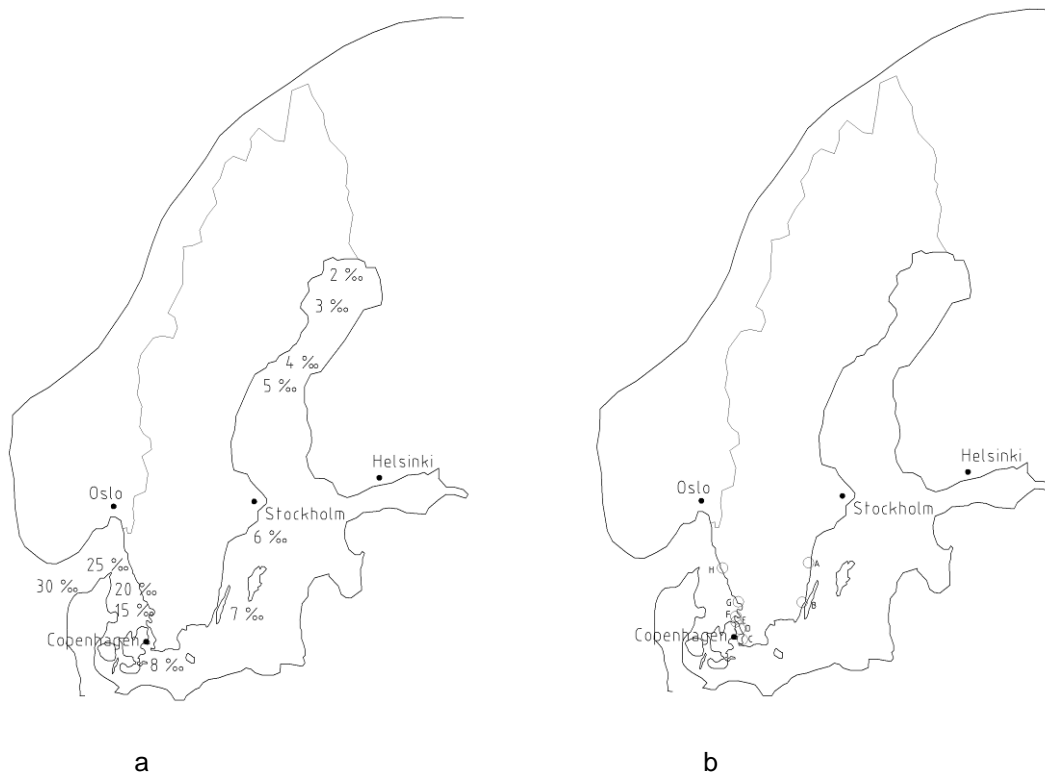 2 ‰
3 ‰
4 ‰
5 ‰
Helsinki
Oslo
Stockholm
6 ‰
25 ‰
30 ‰
20 ‰
15 ‰
7 ‰
Copenhagen
8 ‰
a
Helsinki
Oslo
Stockholm
A
H
G
B
F
E
D
Copenhagen
C
b